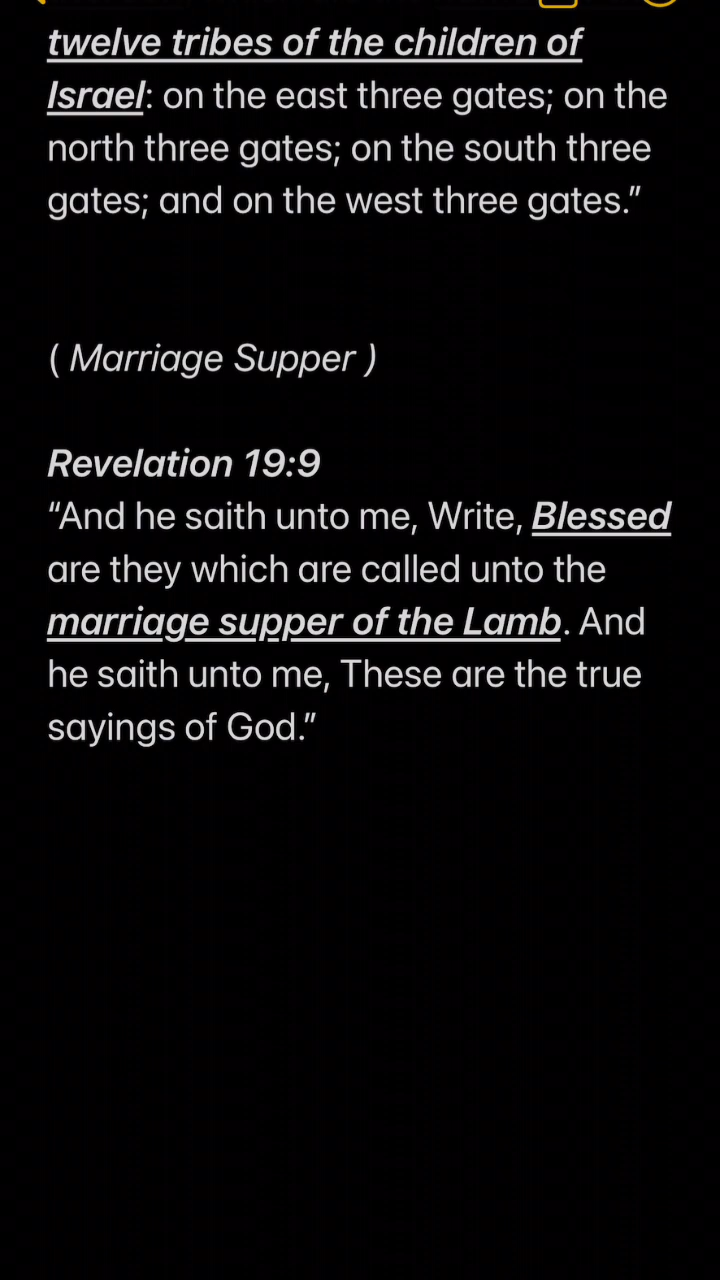 twelve tribes of the children of
Israel: on the east three gates; on the
north three gates; on the south three
gates; and on the west three gates.”
( Marriage Supper )
Revelation 19:9
“And he saith unto me, Write, Blessed
are they which are called unto the
marriage supper of the Lamb. And
he saith unto me, These are the true
sayings of God.”